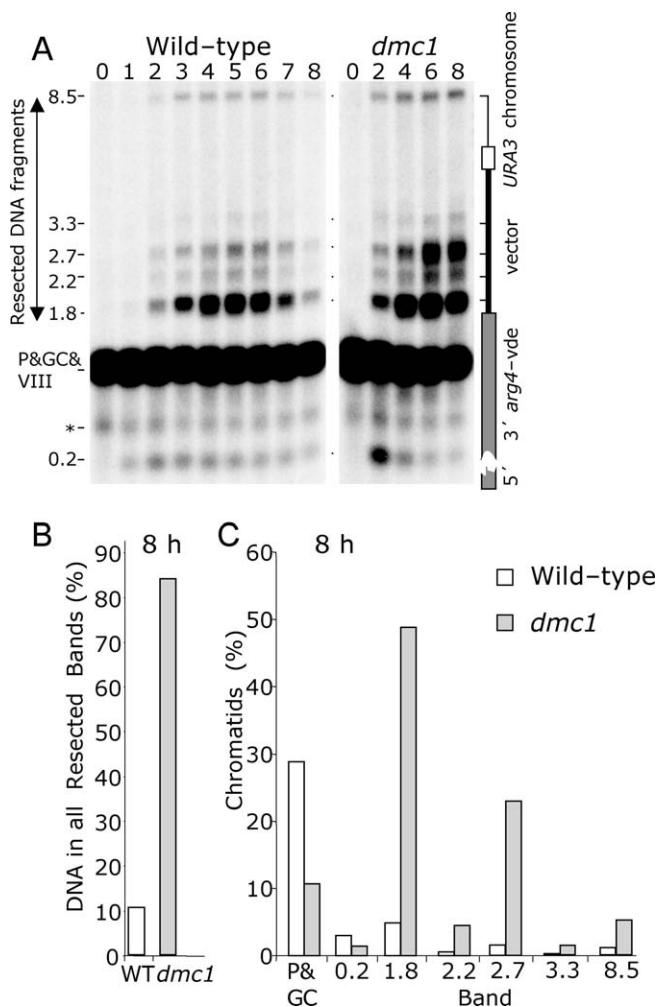 A
Wild-type
dmc1
0 1 2 3 4 5 6 7 8
0 2 4 6 8
Resected DNA fragments
8.5-
3.3-
2.7-
2.2-
1.8-
P&GC&
VIII
*-
0.2-
5´ 3´ arg4-vde vector URA3 chromosome
B
8 h
DNA in all Resected Bands (%)
90
80
70
60
50
40
30
20
10
0
WT dmc1
C
8 h
Wild-type
dmc1
Chromatids (%)
60
50
40
30
20
10
0
P& 0.2 1.8 2.2 2.7 3.3 8.5
GC Band